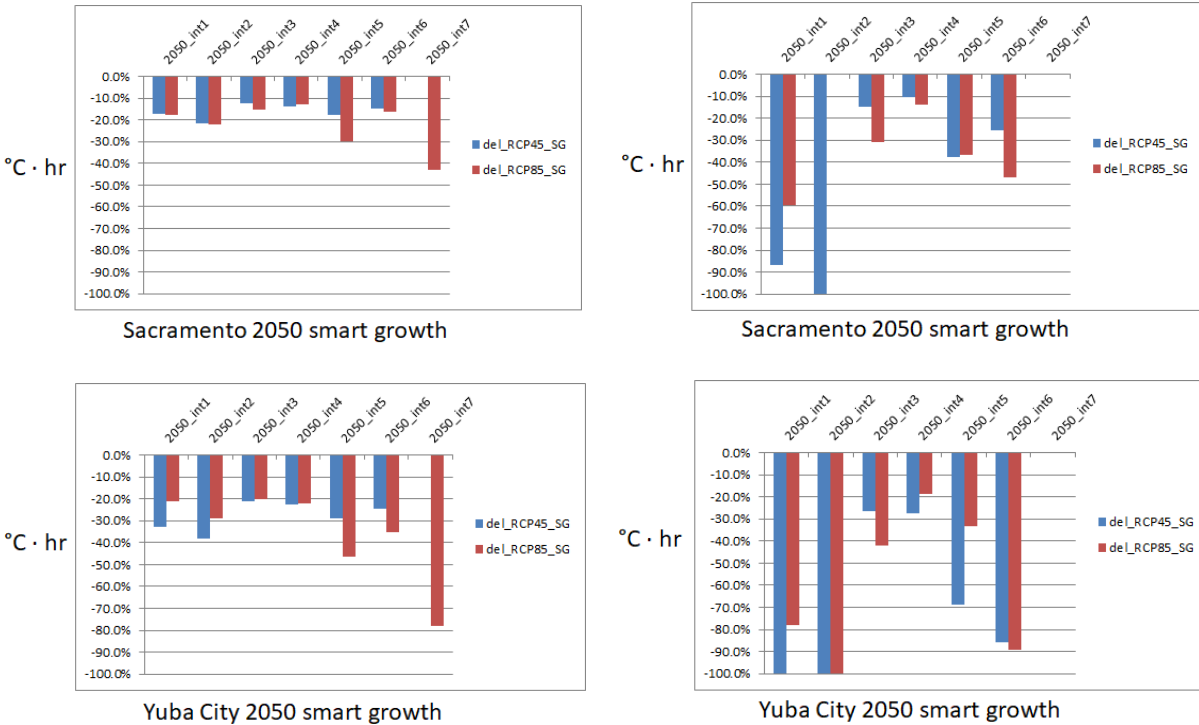 2050_int1
2050_int2
2050_int3
2050_int4
2050_int5
2050_int6
2050_int7
0.0%
-10.0%
-20.0%
-30.0%
-40.0%
-50.0%
-60.0%
-70.0%
-80.0%
-90.0%
-100.0%
°C · hr
del_RCP45_SG
del_RCP85_SG
Sacramento 2050 smart growth
2050_int1
2050_int2
2050_int3
2050_int4
2050_int5
2050_int6
2050_int7
0.0%
-10.0%
-20.0%
-30.0%
-40.0%
-50.0%
-60.0%
-70.0%
-80.0%
-90.0%
-100.0%
°C · hr
del_RCP45_SG
del_RCP85_SG
Sacramento 2050 smart growth
2050_int1
2050_int2
2050_int3
2050_int4
2050_int5
2050_int6
2050_int7
0.0%
-10.0%
-20.0%
-30.0%
-40.0%
-50.0%
-60.0%
-70.0%
-80.0%
-90.0%
-100.0%
°C · hr
del_RCP45_SG
del_RCP85_SG
Yuba City 2050 smart growth
2050_int1
2050_int2
2050_int3
2050_int4
2050_int5
2050_int6
2050_int7
0.0%
-10.0%
-20.0%
-30.0%
-40.0%
-50.0%
-60.0%
-70.0%
-80.0%
-90.0%
-100.0%
°C · hr
del_RCP45_SG
del_RCP85_SG
Yuba City 2050 smart growth